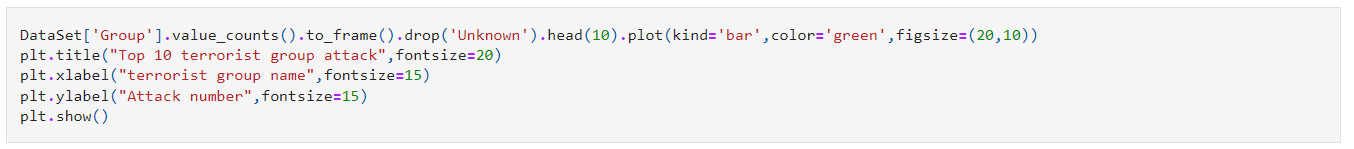 DataSet['Group'].value_counts().to_frame().drop('Unknown').head(10).plot(kind='bar',color='green',figsize=(20,10))
plt.title("Top 10 terrorist group attack",fontsize=20)
plt.xlabel("terrorist group name",fontsize=15)
plt.ylabel("Attack number",fontsize=15)
plt.show()